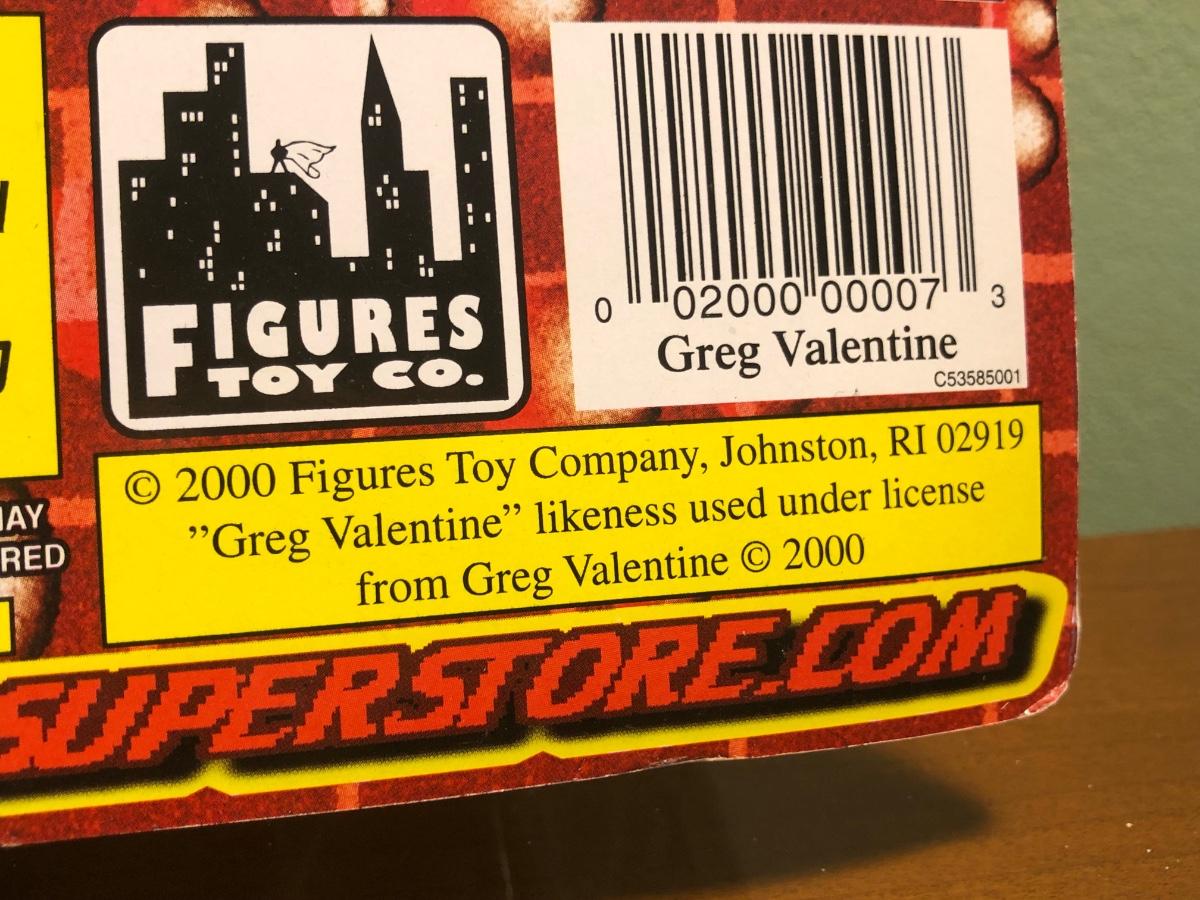 FIGURES
TOY CO.
0 02000 00007 3
Greg Valentine
C53585001
© 2000 Figures Toy Company, Johnston, RI 02919
”Greg Valentine” likeness used under license
from Greg Valentine © 2000
RED
SUPERSTORE.COM